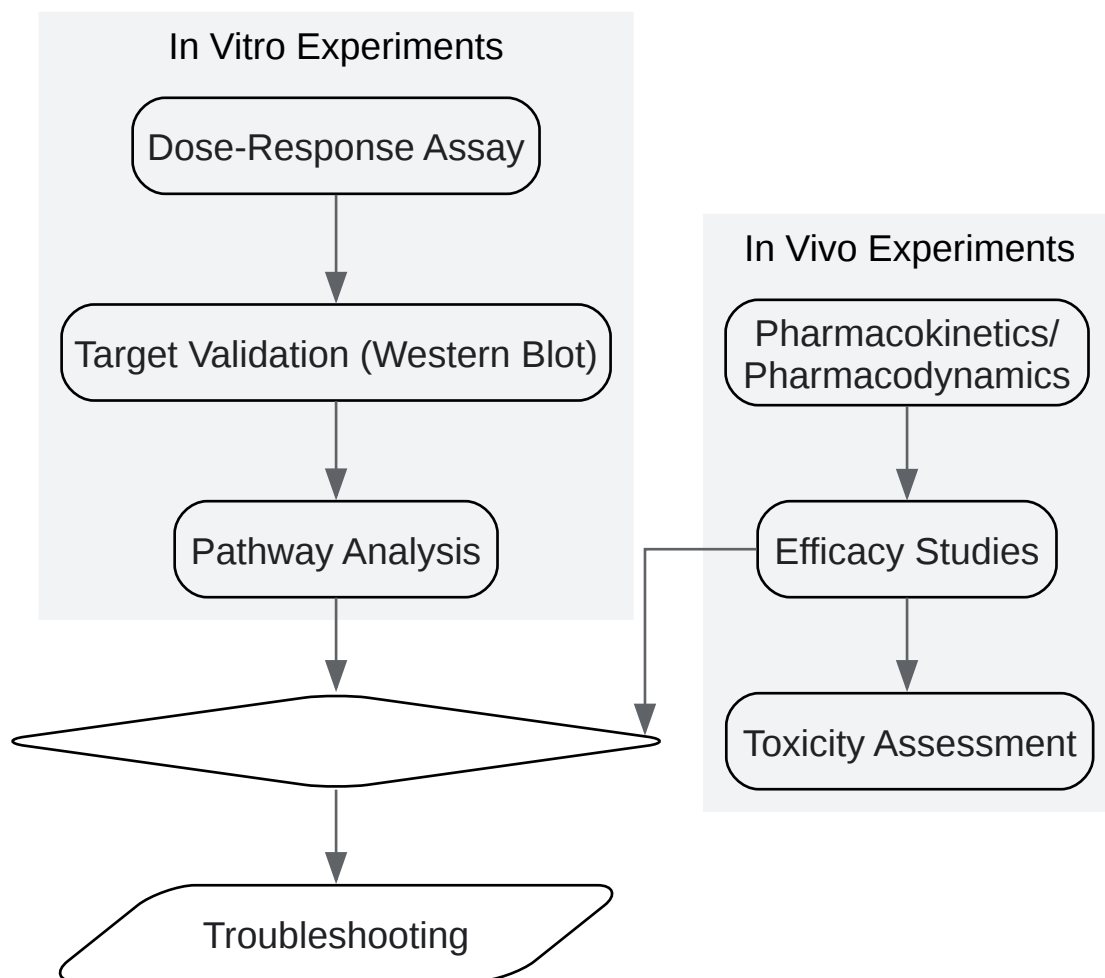 In Vitro Experiments
Dose-Response Assay
Target Validation (Western Blot)
Pathway Analysis
In Vivo Experiments
Pharmacokinetics/
Pharmacodynamics
Efficacy Studies
Toxicity Assessment
Troubleshooting